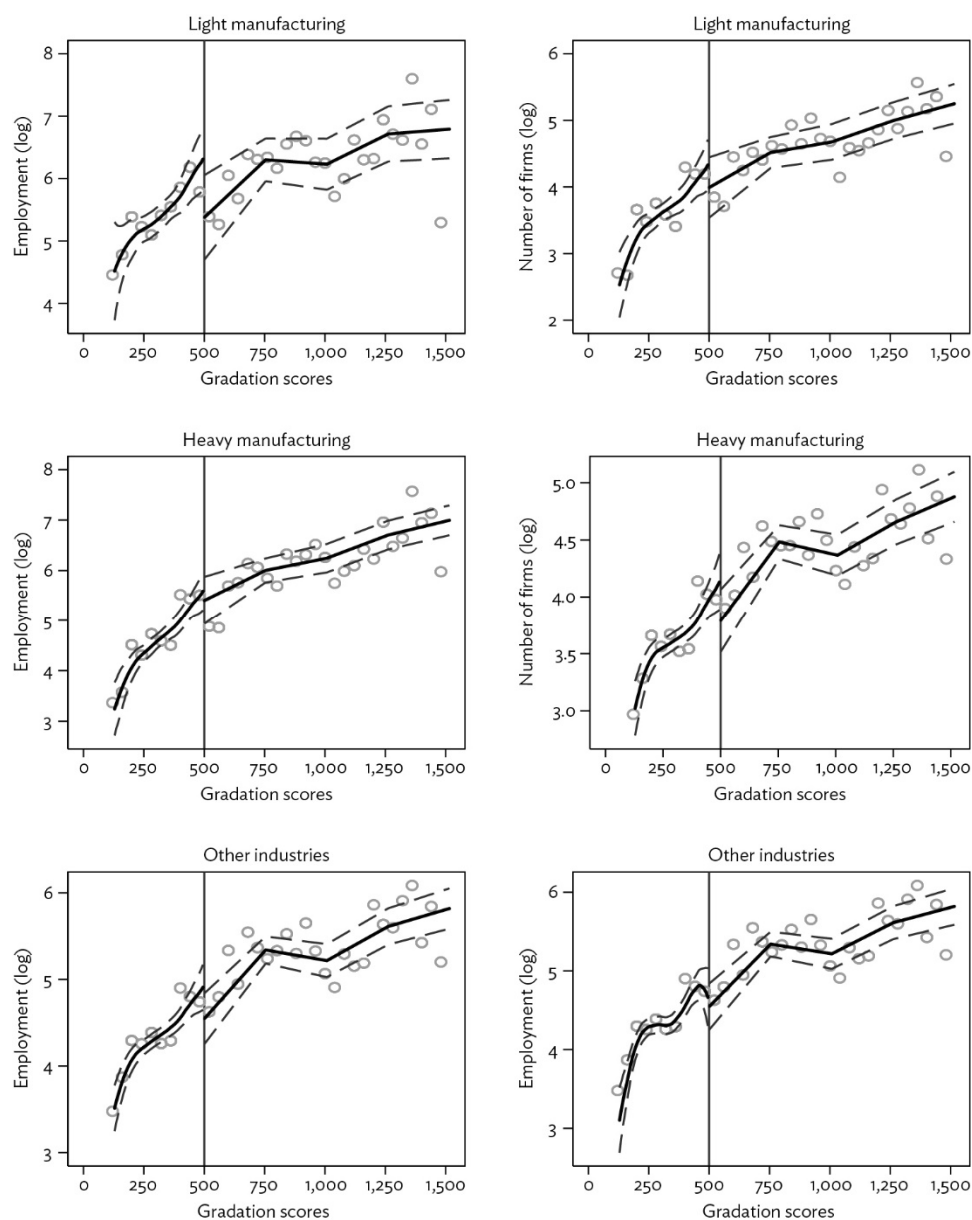 Light manufacturing
Employment (log)
8
7
6
5
4
0 250 500 750 1,000 1,250 1,500
Gradation scores
Light manufacturing
Number of firms (log)
6
5
4
3
2
0 250 500 750 1,000 1,250 1,500
Gradation scores
Heavy manufacturing
Employment (log)
8
7
6
5
4
3
0 250 500 750 1,000 1,250 1,500
Gradation scores
Heavy manufacturing
Number of firms (log)
5.0
4.5
4.0
3.5
3.0
0 250 500 750 1,000 1,250 1,500
Gradation scores
Other industries
Employment (log)
6
5
4
3
0 250 500 750 1,000 1,250 1,500
Gradation scores
Other industries
Employment (log)
6
5
4
3
0 250 500 750 1,000 1,250 1,500
Gradation scores